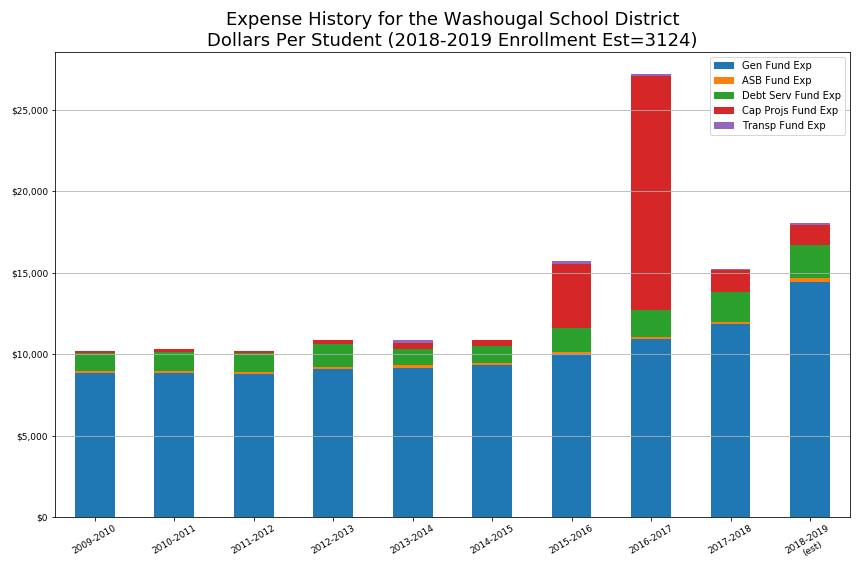 Expense History for the Washougal School District
Dollars Per Student (2018-2019 Enrollment Est=3124)
Gen Fund Exp
ASB Fund Exp
Debt Serv Fund Exp
Cap Projs Fund Exp
Transp Fund Exp
$25,000
$20,000
$15,000
$10,000
$5,000
$0
2009-2010
2010-2011
2011-2012
2012-2013
2013-2014
2014-2015
2015-2016
2016-2017
2017-2018
2018-2019
(est)